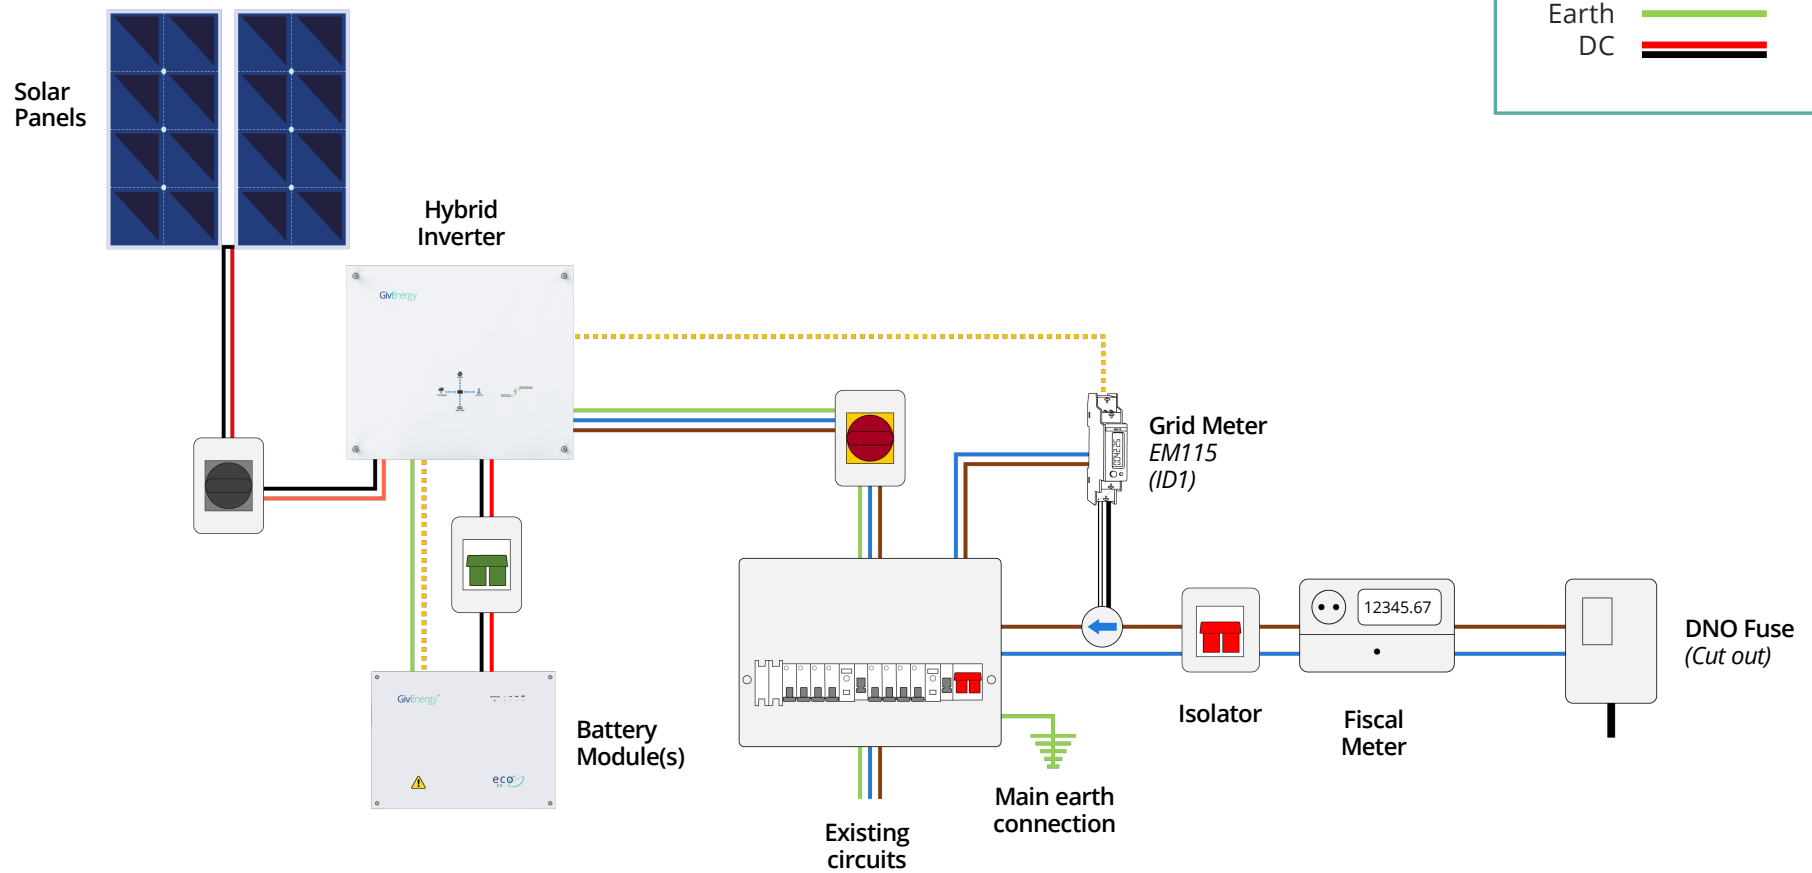 Earth
DC
Solar
Panels
Hybrid
Inverter
GivEnergy
Grid Meter
EM115
(ID1)
12345.67
DNO Fuse
(Cut out)
Isolator
Fiscal
Meter
GivEnergy
eco
Battery
Module(s)
Main earth
connection
Existing
circuits